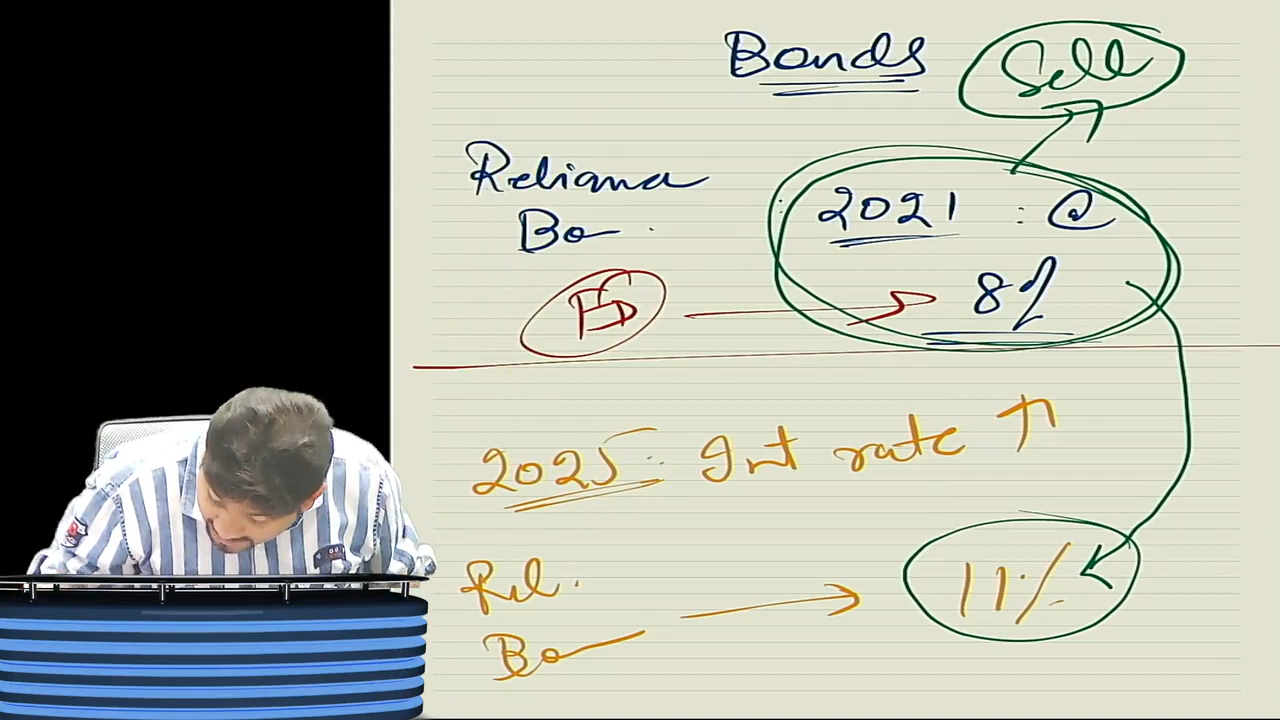 Bonds Sell
Reliance
Bo
2021 : @
8%
FD
2025: Int rate ↑
Rel.
Bo
11%